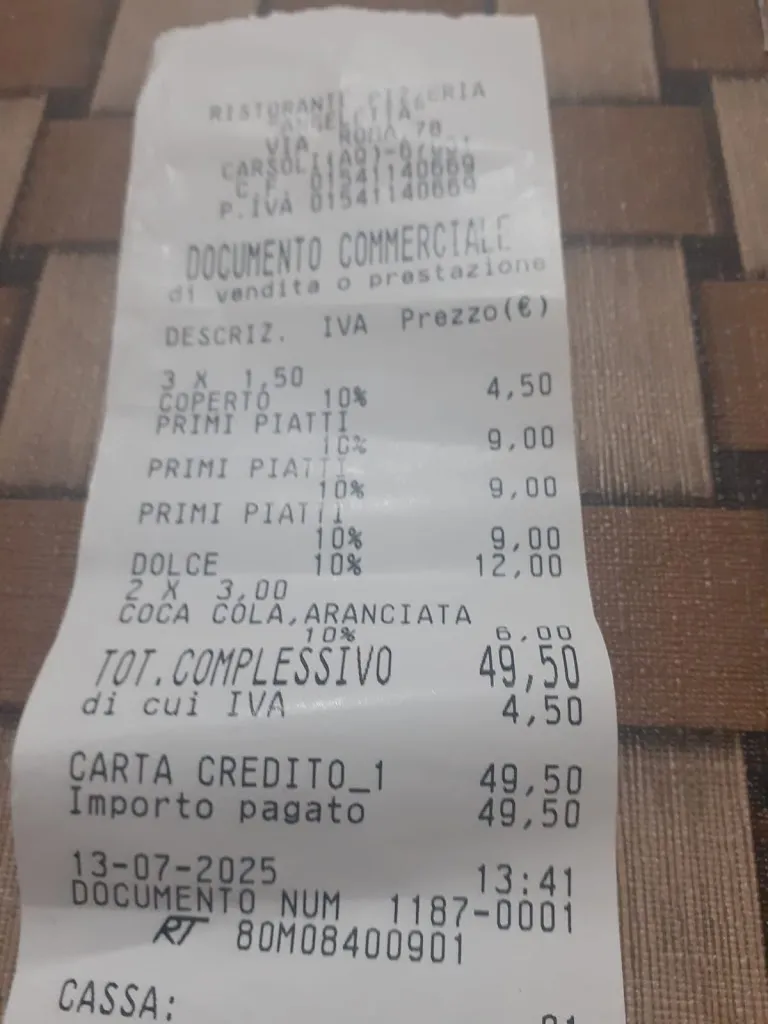 RISTORANTE PIZZERIA
VIA ROMA 78
CARSOLI (AQ)
C.F. 01541140669
P.IVA 01541140669
DOCUMENTO COMMERCIALE
di vendita o prestazione
DESCRIZ. IVA Prezzo(€)
3 X 1,50
COPERTO 10% 4,50
PRIMI PIATTI
10% 9,00
PRIMI PIATTI
10% 9,00
PRIMI PIATTI
10% 9,00
DOLCE 10% 12,00
2 X 3,00
COCA COLA,ARANCIATA
10% 6,00
TOT.COMPLESSIVO 49,50
di cui IVA 4,50
CARTA CREDITO_1 49,50
Importo pagato 49,50
13-07-2025 13:41
DOCUMENTO NUM 1187-0001
RT 80M08400901
CASSA: